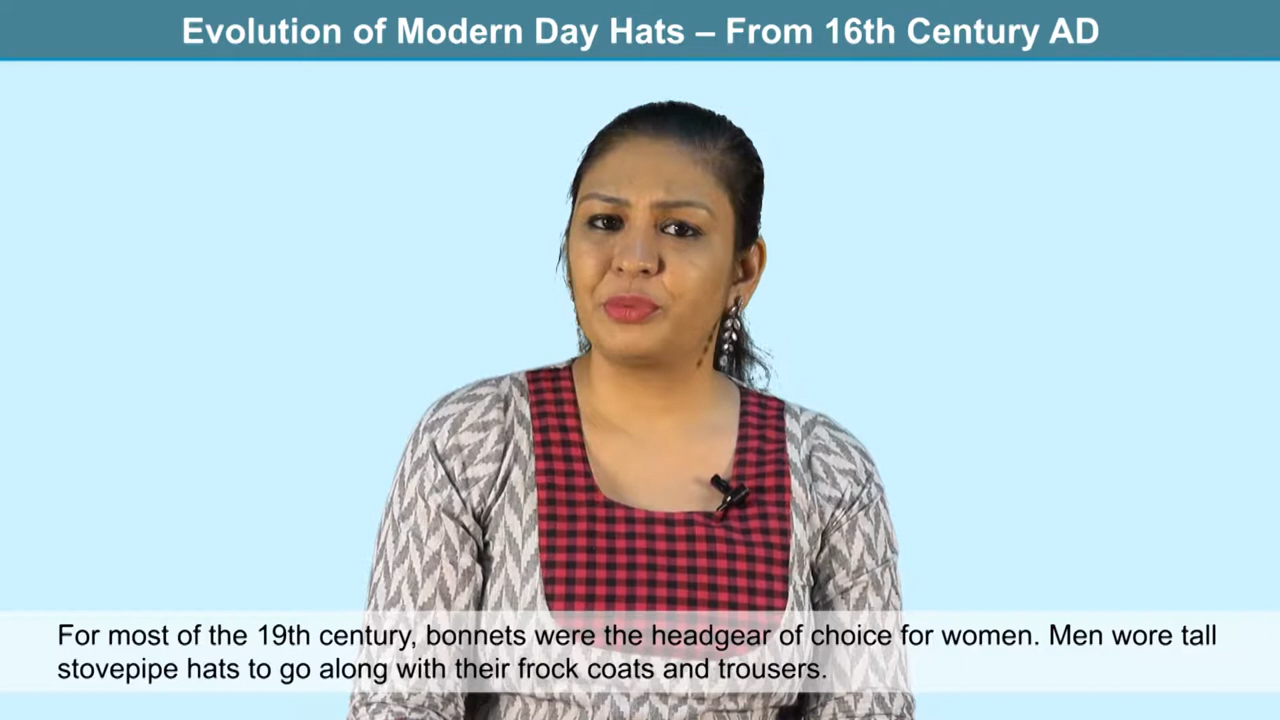 Evolution of Modern Day Hats – From 16th Century AD
For most of the 19th century, bonnets were the headgear of choice for women. Men wore tall
stovepipe hats to go along with their frock coats and trousers.